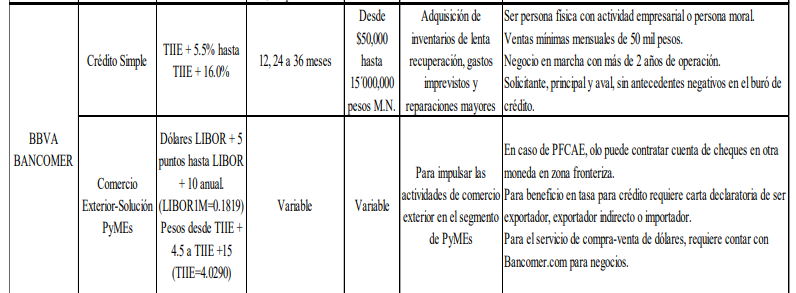 BBVA
BANCOMER
Crédito Simple
TIIE + 5.5% hasta
TIIE + 16.0%
12, 24 a 36 meses
Desde
$50,000
hasta
15´000,000
pesos M.N.
Adquisición de
inventarios de lenta
recuperación, gastos
imprevistos y
reparaciones mayores
Ser persona física con actividad empresarial o persona moral.
Ventas mínimas mensuales de 50 mil pesos.
Negocio en marcha con más de 2 años de operación.
Solicitante, principal y aval, sin antecedentes negativos en el buró de
crédito.
Comercio
Exterior-Solución
PyMEs
Dólares LIBOR + 5
puntos hasta LIBOR
+ 10 anual.
(LIBOR1M=0.1819)
Pesos desde TIIE +
4.5 a TIIE +15
(TIIE=4.0290)
Variable
Variable
Para impulsar las
actividades de comercio
exterior en el segmento
de PyMEs
En caso de PFCAE, olo puede contratar cuenta de cheques en otra
moneda en zona fronteriza.
Para beneficio en tasa para crédito requiere carta declaratoria de ser
exportador, exportador indirecto o importador.
Para el servicio de compra-venta de dólares, requiere contar con
Bancomer.com para negocios.